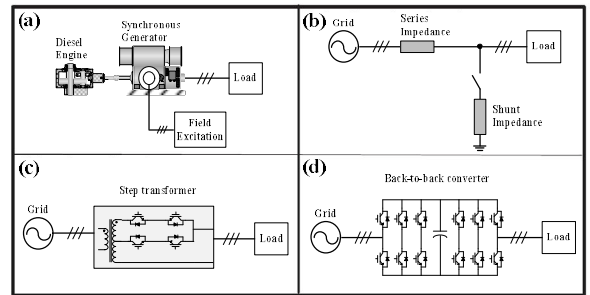 (a)
Synchronous
Generator
Diesel
Engine
Load
Field
Excitation
(b)
Grid
Series
Impedance
Load
Shunt
Impedance
(c)
Step transformer
Grid
Load
(d)
Back-to-back converter
Grid
Load